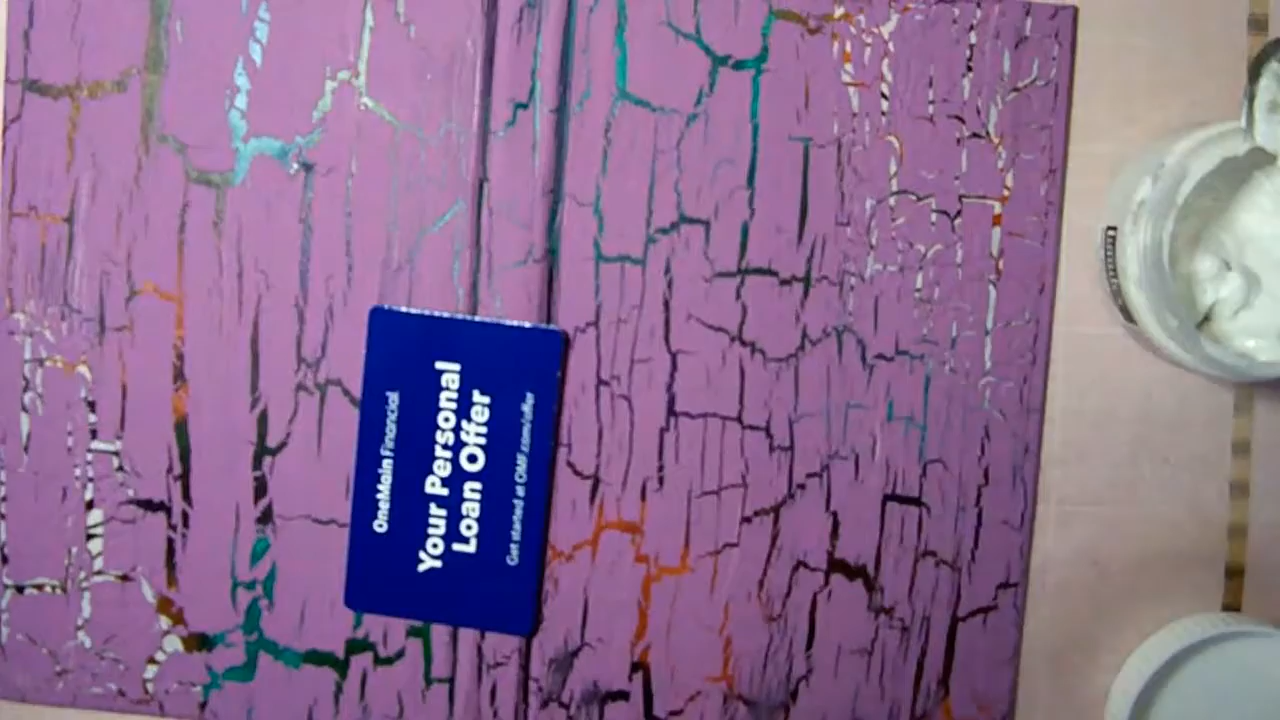 OneMain Financial
Your Personal
Loan Offer
Get started at OMF.com/offer